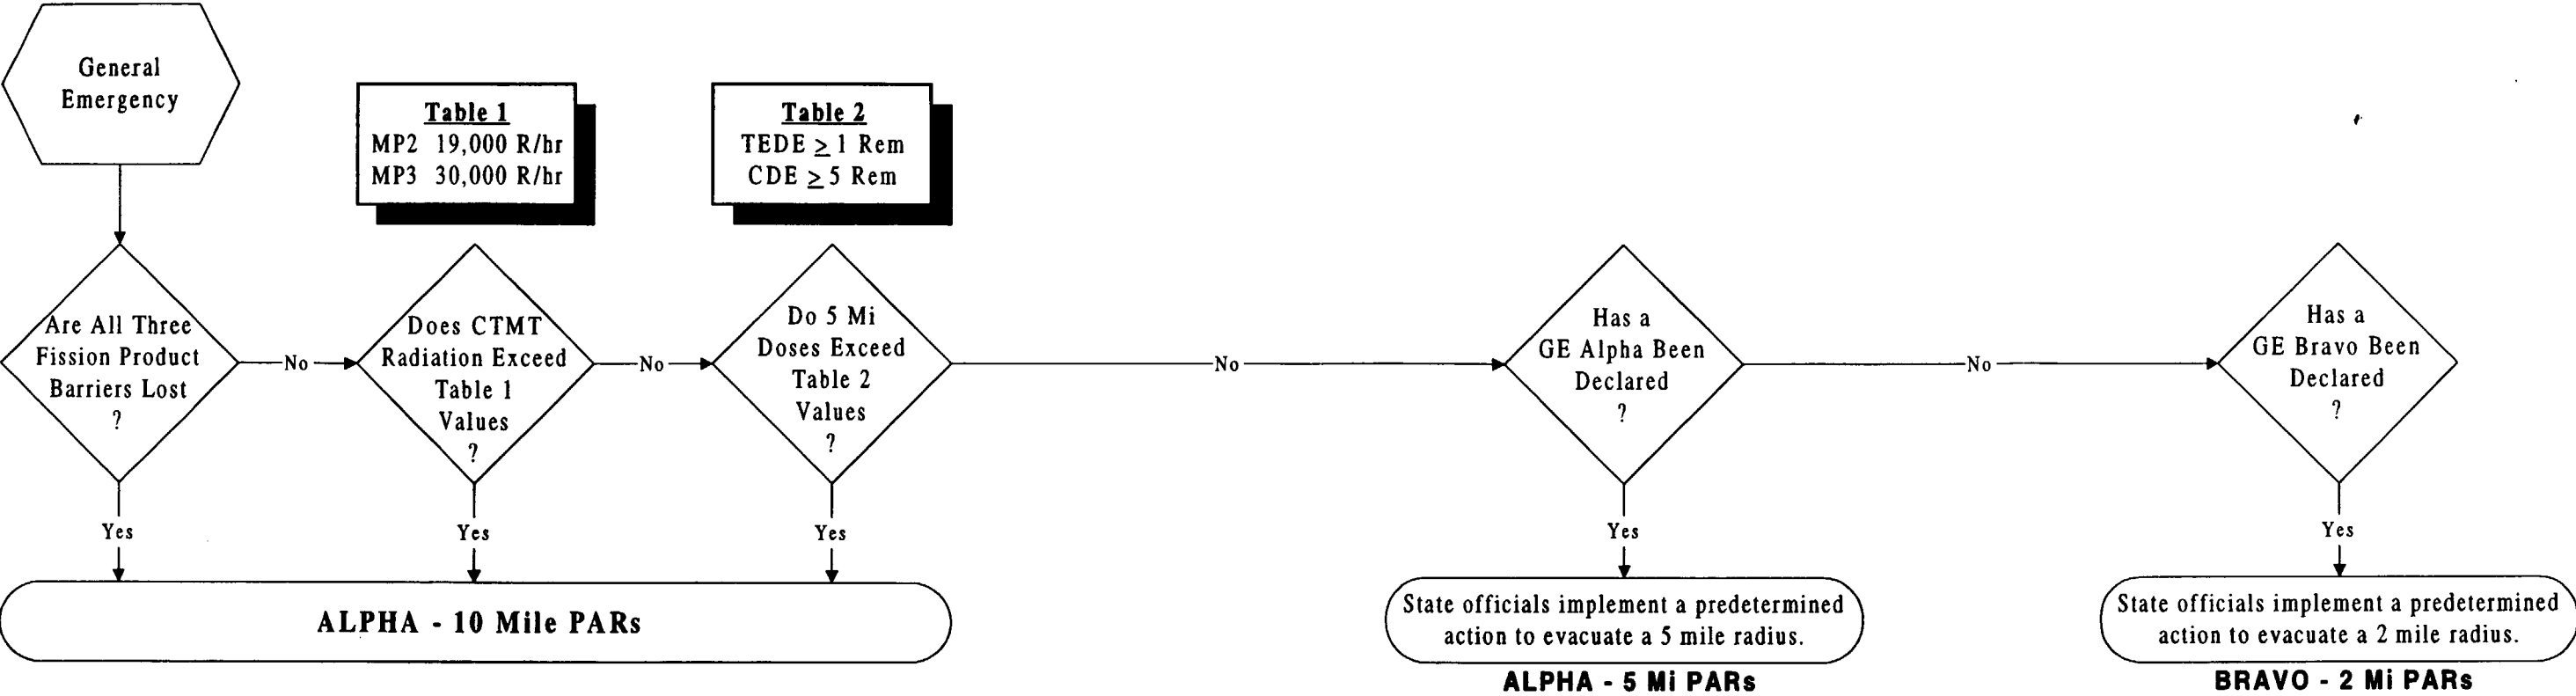 General
Emergency
Table 1
MP2 19,000 R/hr
MP3 30,000 R/hr
Table 2
TEDE ≥ 1 Rem
CDE ≥ 5 Rem
Are All Three
Fission Product
Barriers Lost
?
No
Does CTMT
Radiation Exceed
Table 1
Values
?
No
Do 5 Mi
Doses Exceed
Table 2
Values
?
No
Has a
GE Alpha Been
Declared
?
No
Has a
GE Bravo Been
Declared
?
Yes
Yes
Yes
Yes
Yes
ALPHA - 10 Mile PARs
State officials implement a predetermined
action to evacuate a 5 mile radius.
ALPHA - 5 Mi PARs
State officials implement a predetermined
action to evacuate a 2 mile radius.
BRAVO - 2 Mi PARs